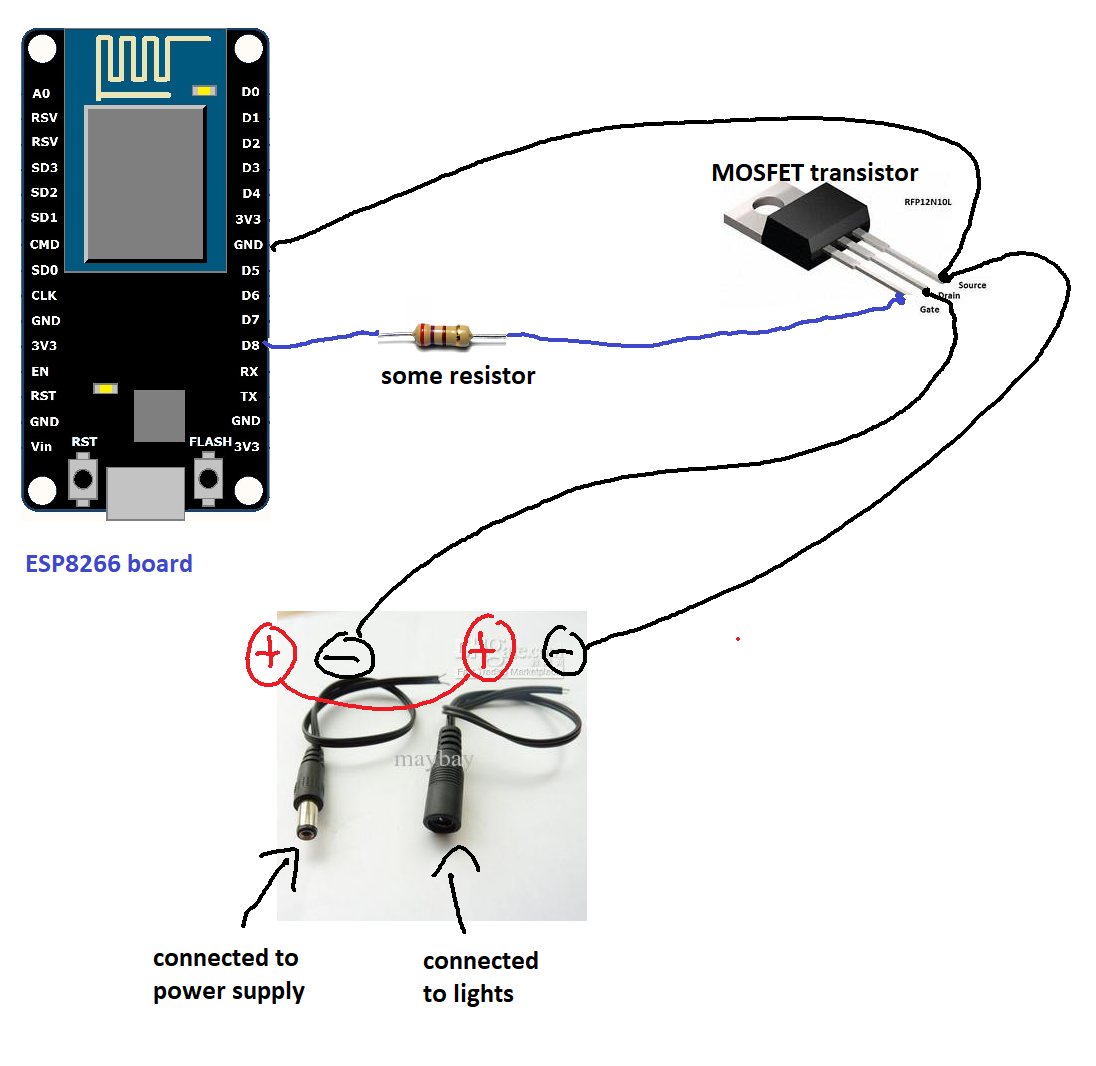 A0
RSV
RSV
SD3
SD2
SD1
CMD
SD0
CLK
GND
3V3
EN
RST
GND
Vin
D0
D1
D2
D3
D4
3V3
GND
D5
D6
D7
D8
RX
TX
GND
3V3
RST
FLASH
ESP8266 board
MOSFET transistor
RFP12N10L
Source
Drain
Gate
some resistor
+
−
+
−
maybay
connected to
power supply
connected
to lights